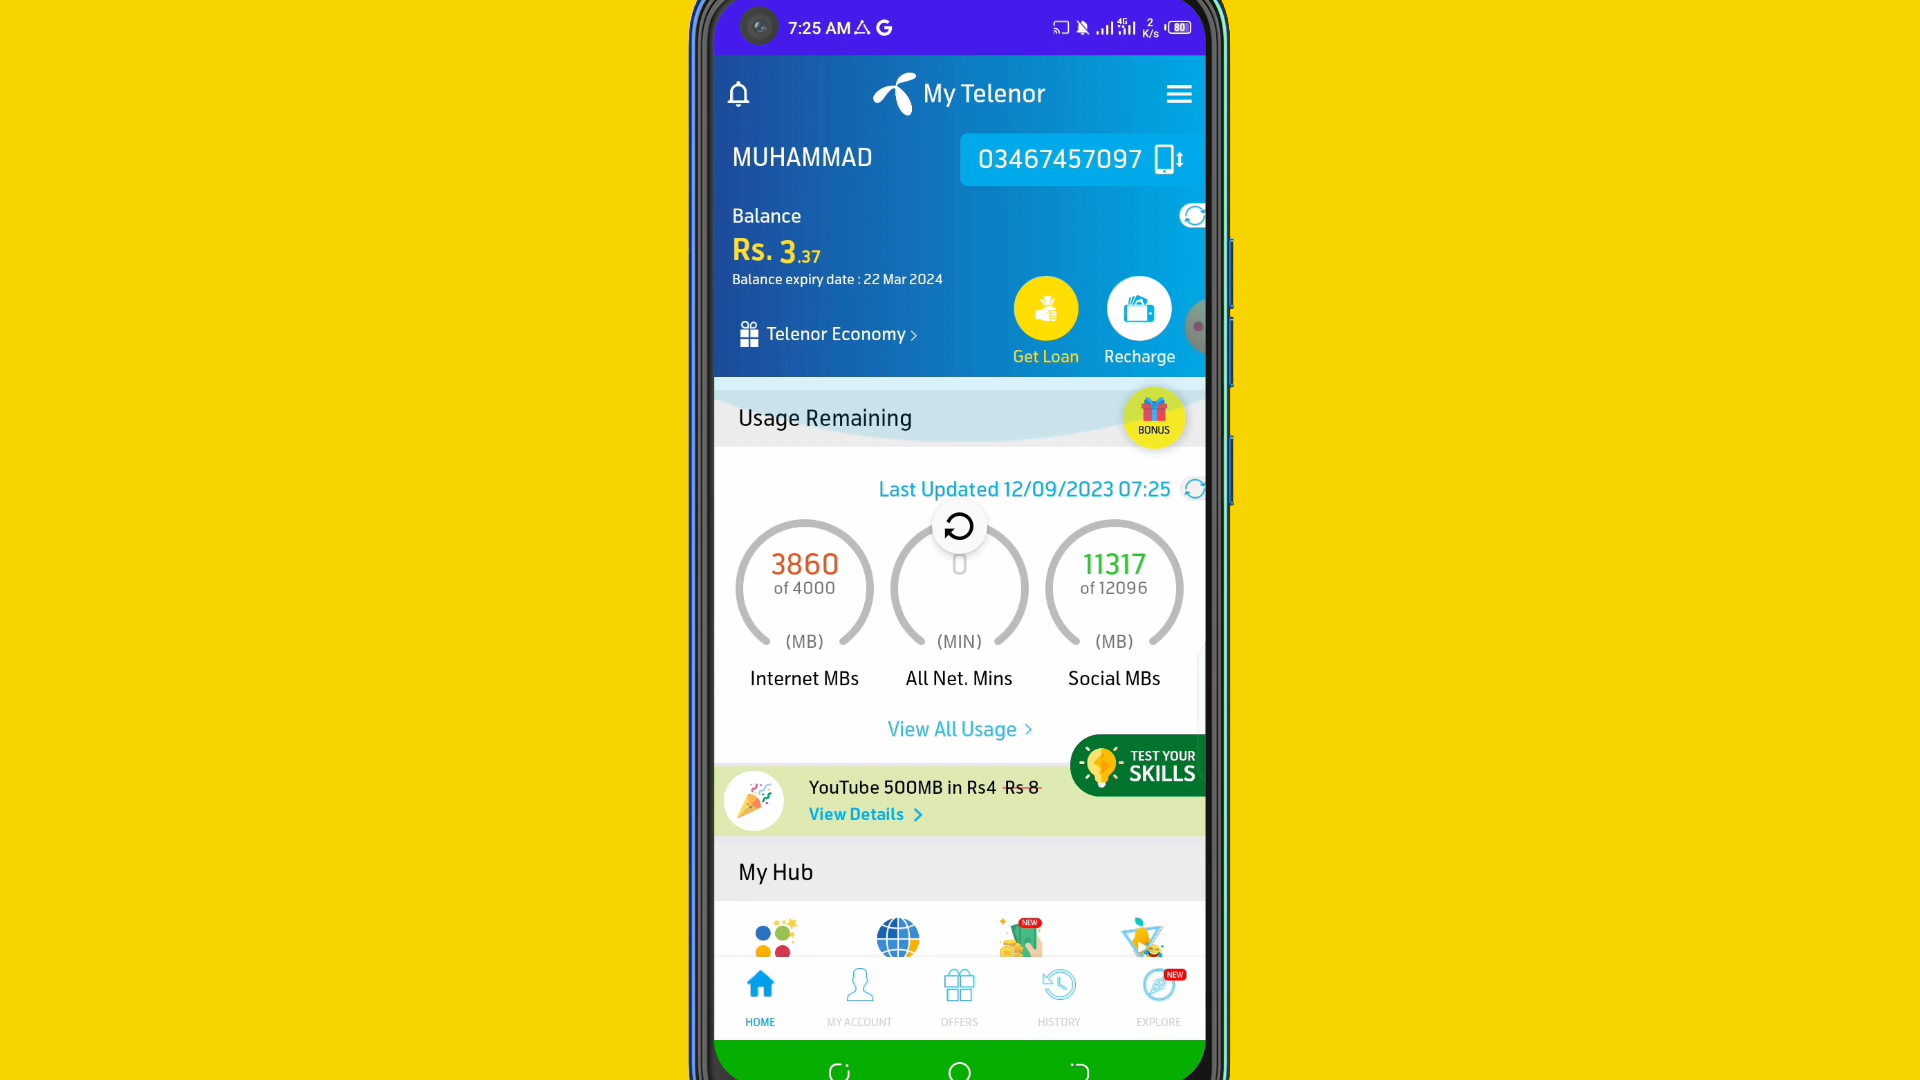 7:25 AM G 4G 2 K/s 80
My Telenor
MUHAMMAD 03467457097
Balance
Rs. 3.37
Balance expiry date : 22 Mar 2024
Telenor Economy >
Get Loan Recharge
Usage Remaining BONUS
Last Updated 12/09/2023 07:25
3860 0 11317
of 4000 of 12096
(MB) (MIN) (MB)
Internet MBs All Net. Mins Social MBs
View All Usage >
TEST YOUR
SKILLS
YouTube 500MB in Rs4 Rs 8
View Details >
My Hub
NEW
NEW
HOME MY ACCOUNT OFFERS HISTORY EXPLORE